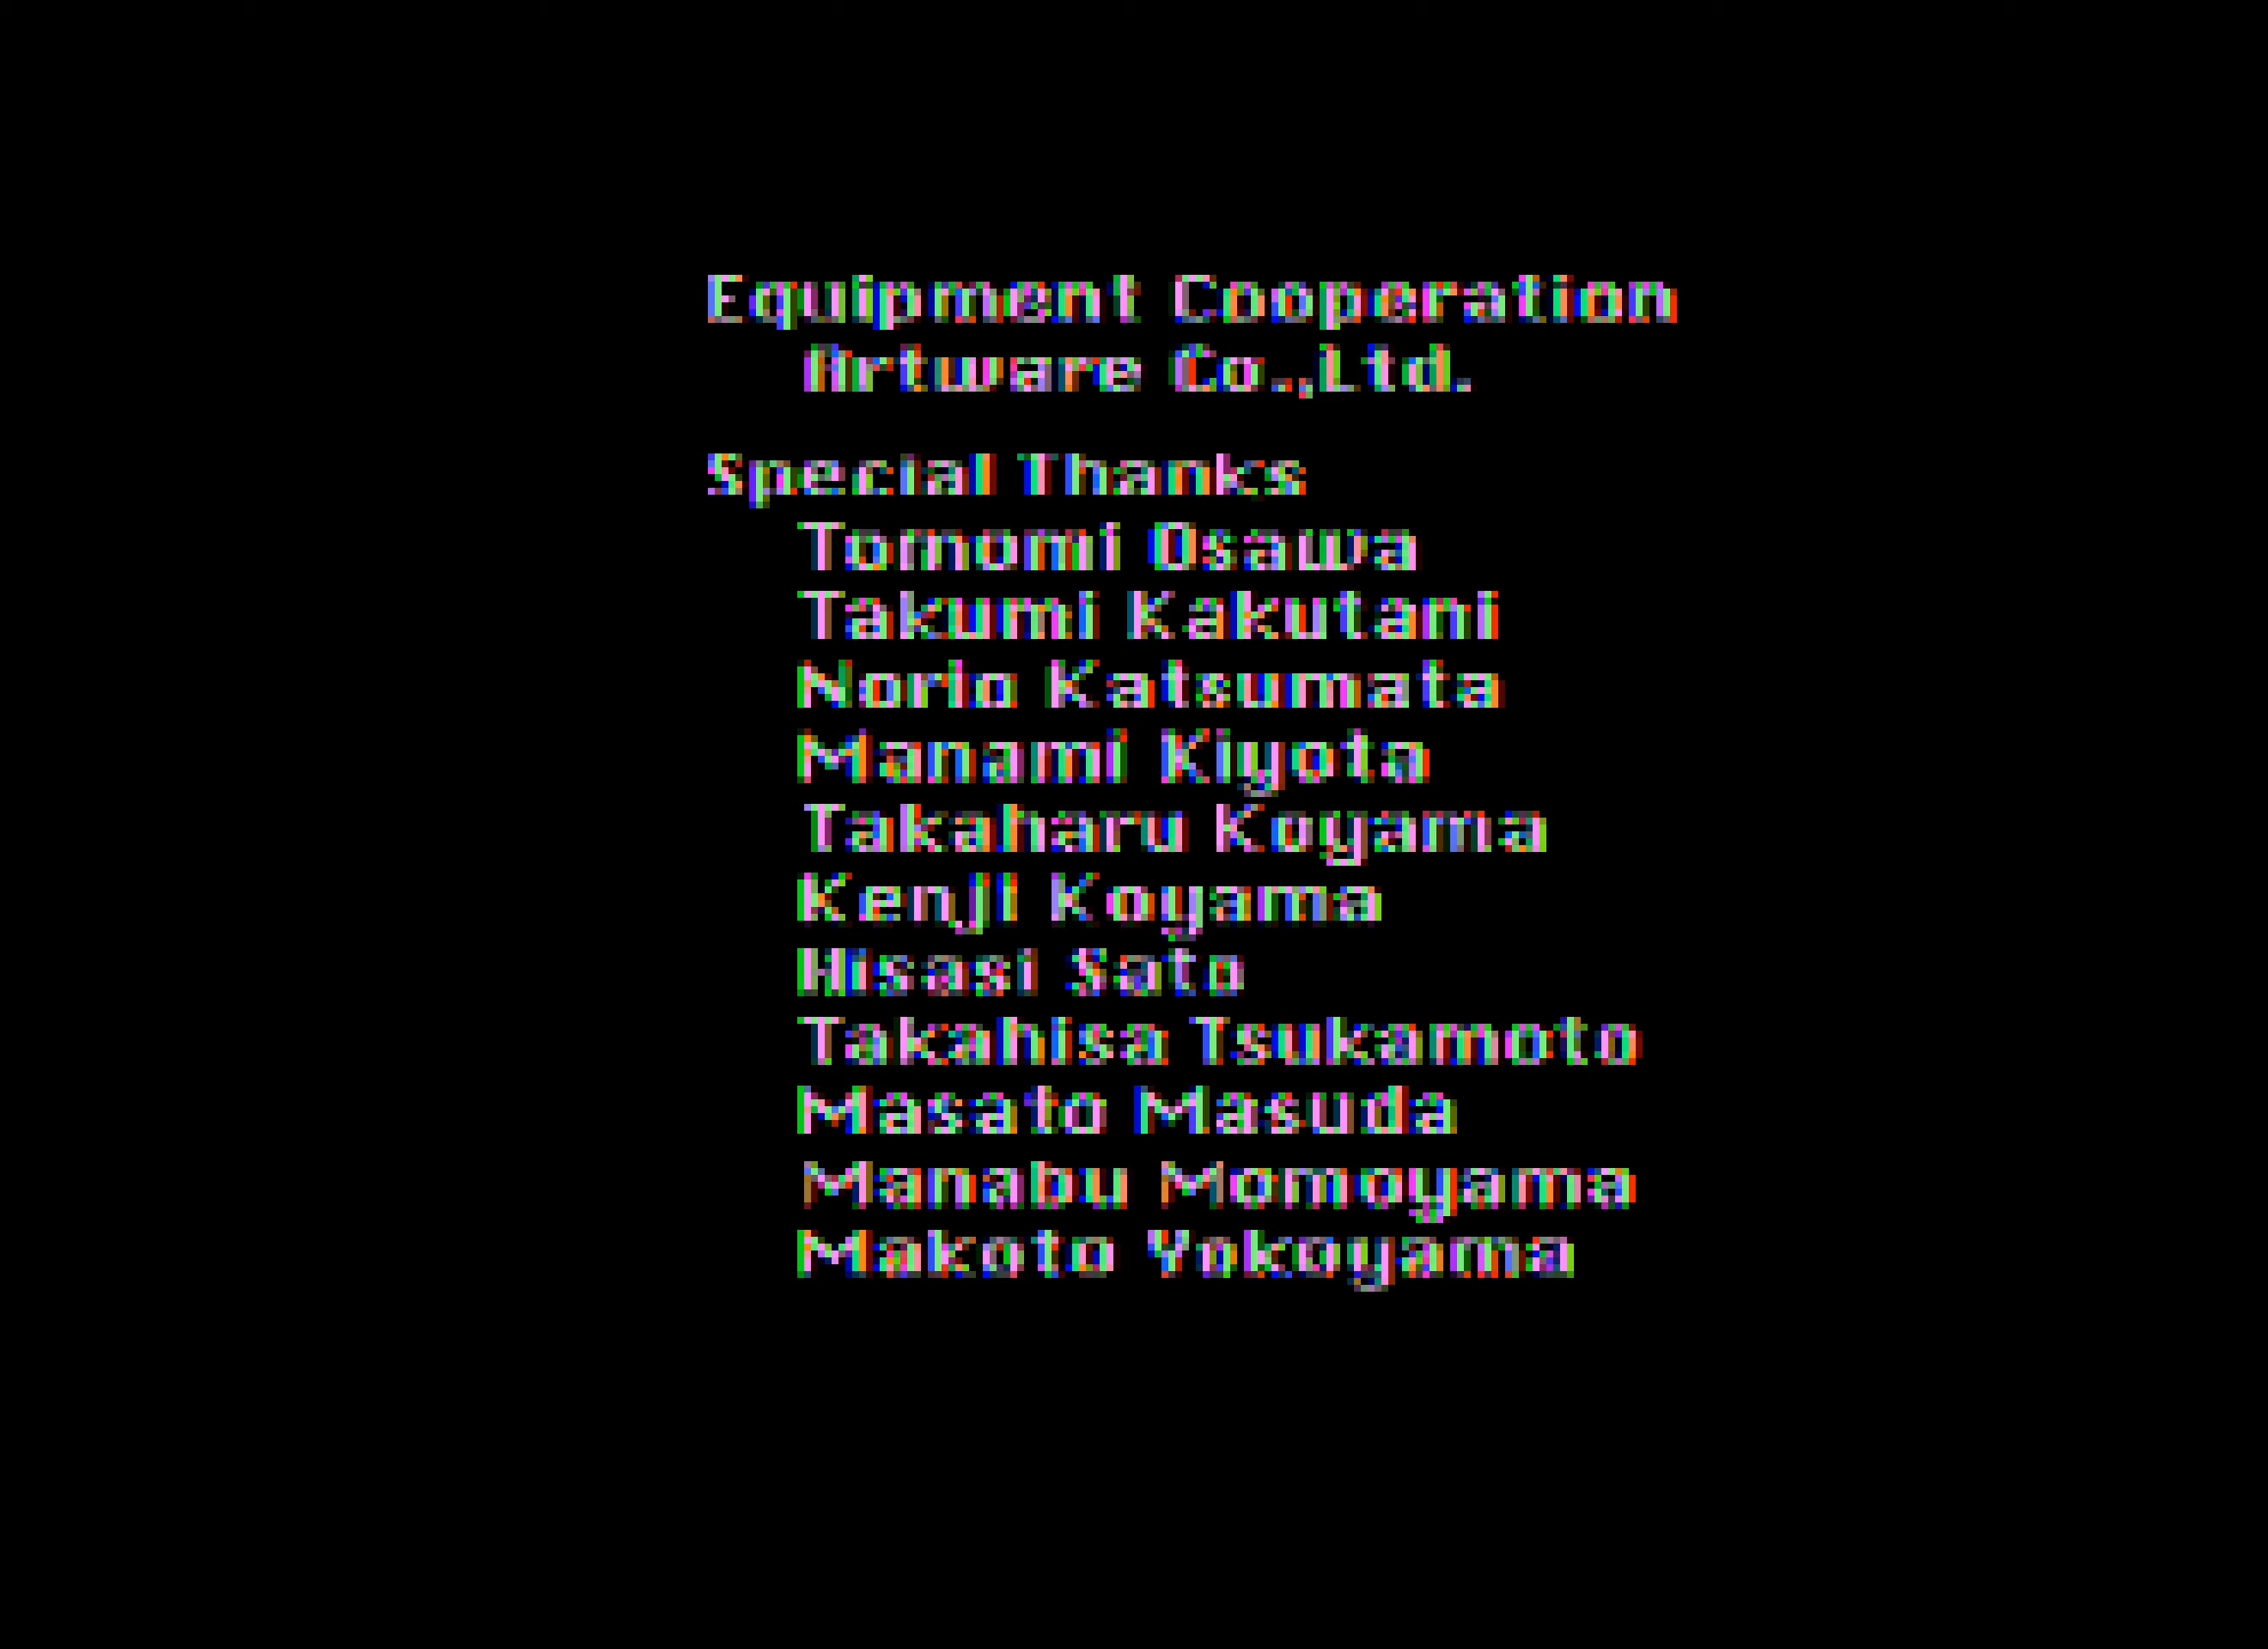 Equipment Cooperation
Artware Co.,Ltd.
Special Thanks
Tomomi Osawa
Takumi Kakutani
Norio Katsumata
Manami Kiyota
Takaharu Koyama
Kenji Koyama
Hisasi Sato
Takahisa Tsukamoto
Masato Masuda
Manabu Momoyama
Makoto Yokoyama